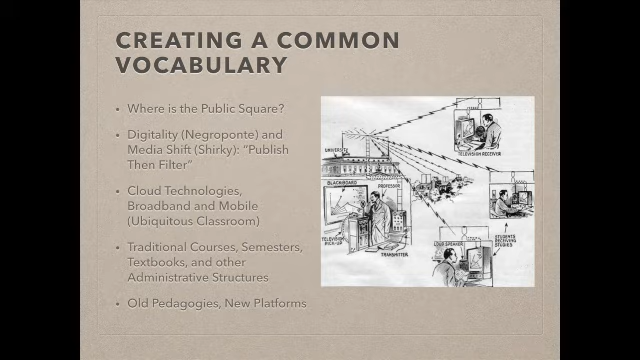 CREATING A COMMON
VOCABULARY
• Where is the Public Square?
• Digitality (Negroponte) and
Media Shift (Shirky): “Publish
Then Filter”
• Cloud Technologies,
Broadband and Mobile
(Ubiquitous Classroom)
• Traditional Courses, Semesters,
Textbooks, and other
Administrative Structures
• Old Pedagogies, New Platforms
TELEVISION RECEIVER
UNIVERSITY
BLACKBOARD
PROFESSOR
TELEVISION
PICK-UP
TRANSMITTER
LOUD SPEAKER
STUDENTS
RECEIVING
STUDIES